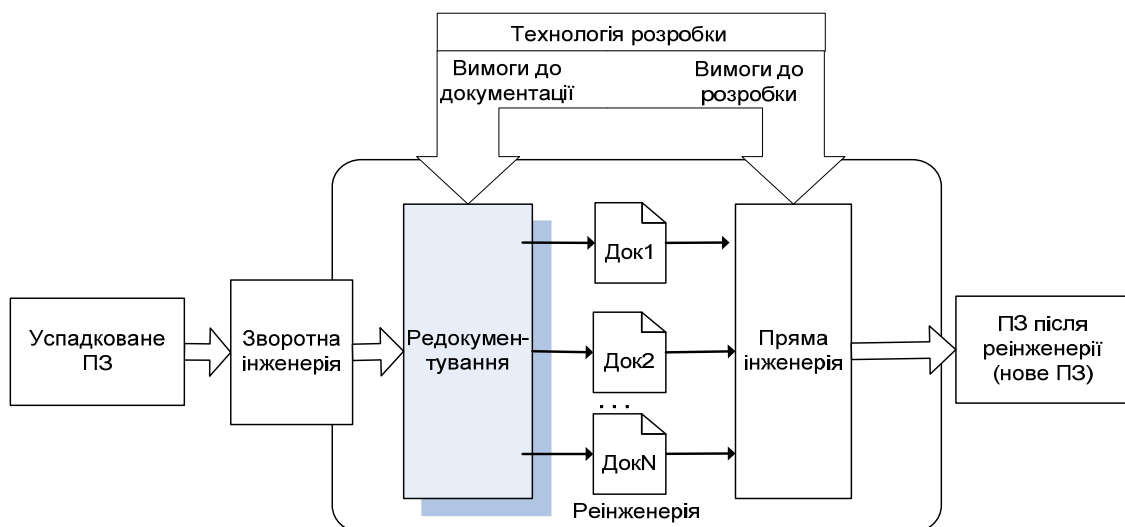 Технологія розробки
Вимоги до
документації
Вимоги до
розробки
Успадковане
ПЗ
Зворотна
інженерія
Редокумен-
тування
Док1
Док2
. . .
ДокN
Реінженерія
Пряма
інженерія
ПЗ після
реінженерії
(нове ПЗ)